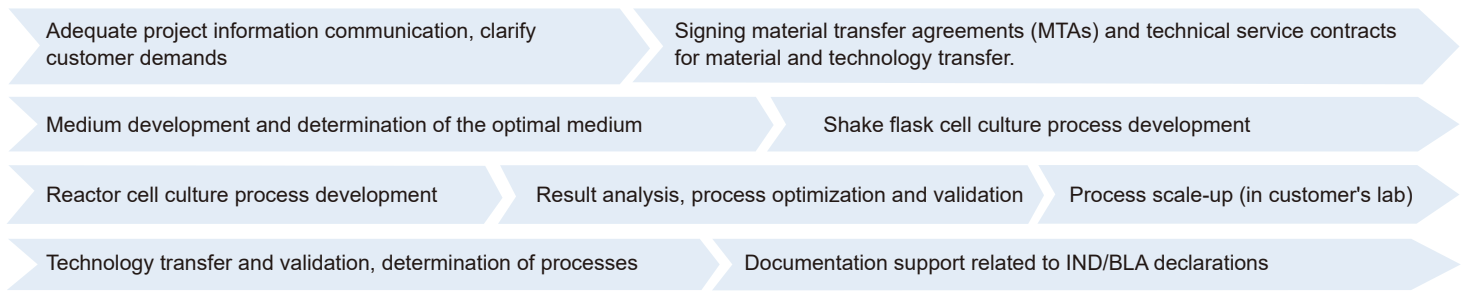 Adequate project information communication, clarify
customer demands
Signing material transfer agreements (MTAs) and technical service contracts
for material and technology transfer.
Medium development and determination of the optimal medium
Shake flask cell culture process development
Reactor cell culture process development
Result analysis, process optimization and validation
Process scale-up (in customer's lab)
Technology transfer and validation, determination of processes
Documentation support related to IND/BLA declarations